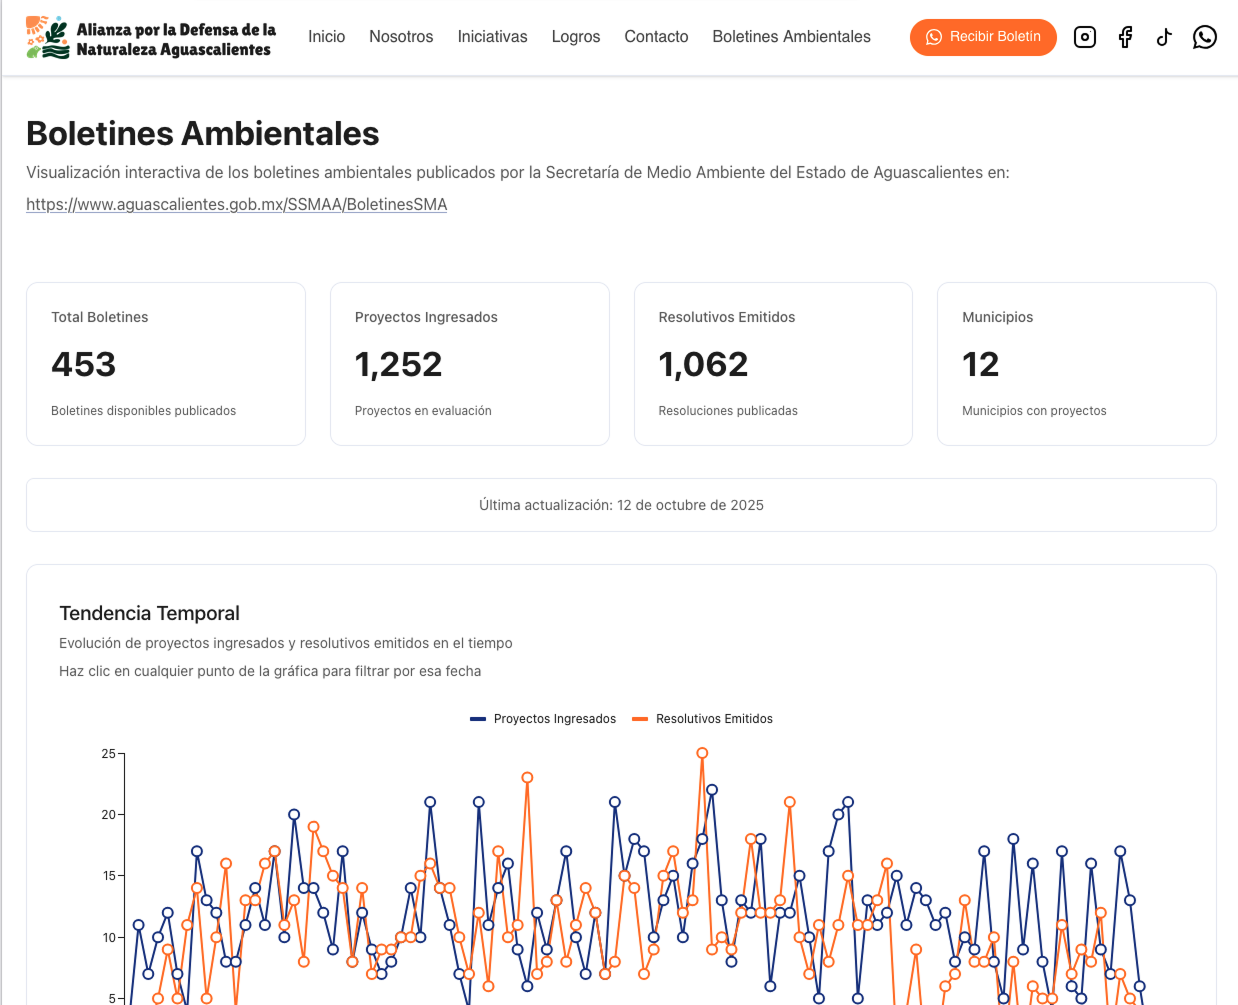 Alianza por la Defensa de la
Naturaleza Aguascalientes
Inicio Nosotros Iniciativas Logros Contacto Boletines Ambientales
Recibir Boletín
Boletines Ambientales
Visualización interactiva de los boletines ambientales publicados por la Secretaría de Medio Ambiente del Estado de Aguascalientes en:
https://www.aguascalientes.gob.mx/SSMAA/BoletinesSMA
Total Boletines
453
Boletines disponibles publicados
Proyectos Ingresados
1,252
Proyectos en evaluación
Resolutivos Emitidos
1,062
Resoluciones publicadas
Municipios
12
Municipios con proyectos
Última actualización: 12 de octubre de 2025
Tendencia Temporal
Evolución de proyectos ingresados y resolutivos emitidos en el tiempo
Haz clic en cualquier punto de la gráfica para filtrar por esa fecha
Proyectos Ingresados Resolutivos Emitidos
25
20
15
10
5